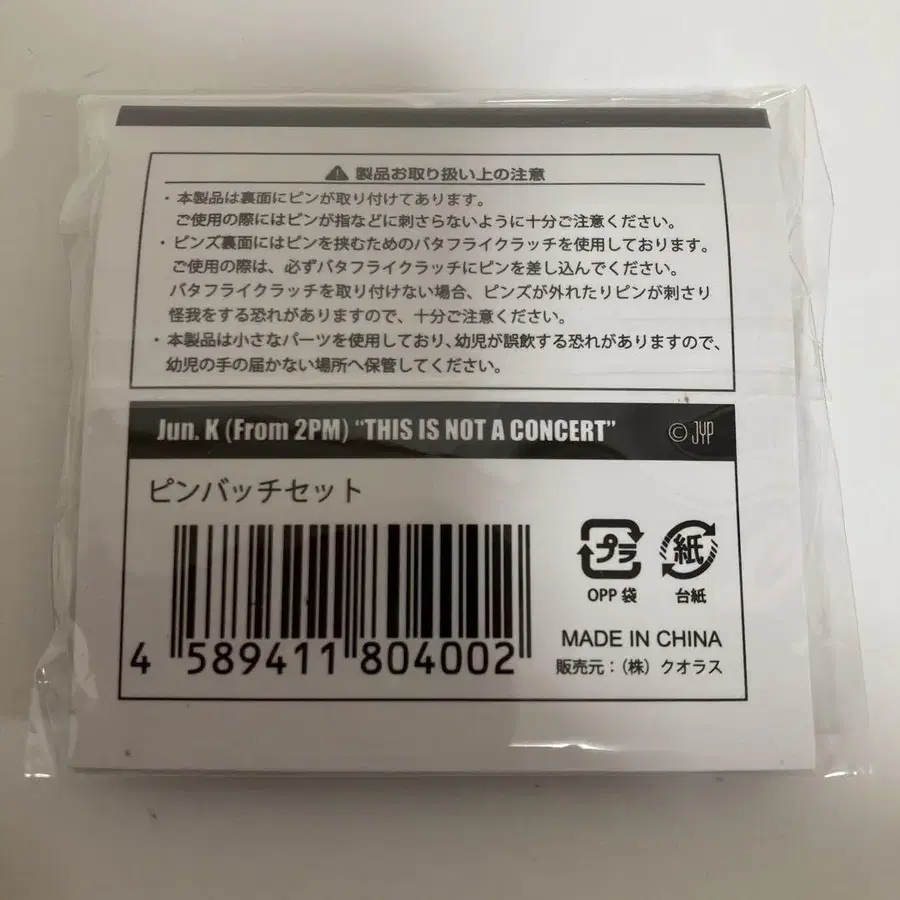 ⚠ 製品お取り扱い上の注意
・本製品は裏面にピンが取り付けてあります。
ご使用の際にはピンが指などに刺さらないように十分ご注意ください。
・ピンズ裏面にはピンを挟むためのバタフライクラッチを使用しております。
ご使用の際は、必ずバタフライクラッチにピンを差し込んでください。
バタフライクラッチを取り付けない場合、ピンズが外れたりピンが刺さり
怪我をする恐れがありますので、十分ご注意ください。
・本製品は小さなパーツを使用しており、幼児が誤飲する恐れがありますので、
幼児の手の届かない場所へ保管してください。
Jun. K (From 2PM) “THIS IS NOT A CONCERT” © JYP
ピンバッチセット
4 589411 804002
プラ 紙
OPP 袋 台紙
MADE IN CHINA
販売元：（株）クオラス